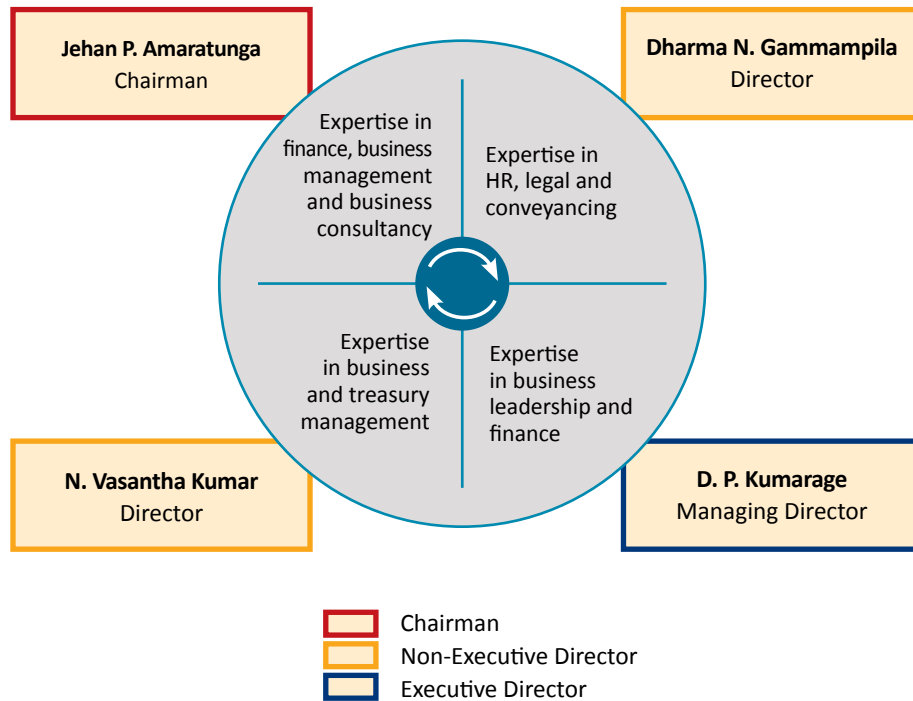 Jehan P. Amaratunga
Chairman
Dharma N. Gammampila
Director
Expertise in
finance, business
management
and business
consultancy
Expertise in
HR, legal and
conveyancing
Expertise
in business
and treasury
management
Expertise
in business
leadership and
finance
N. Vasantha Kumar
Director
D. P. Kumarage
Managing Director
Chairman
Non-Executive Director
Executive Director